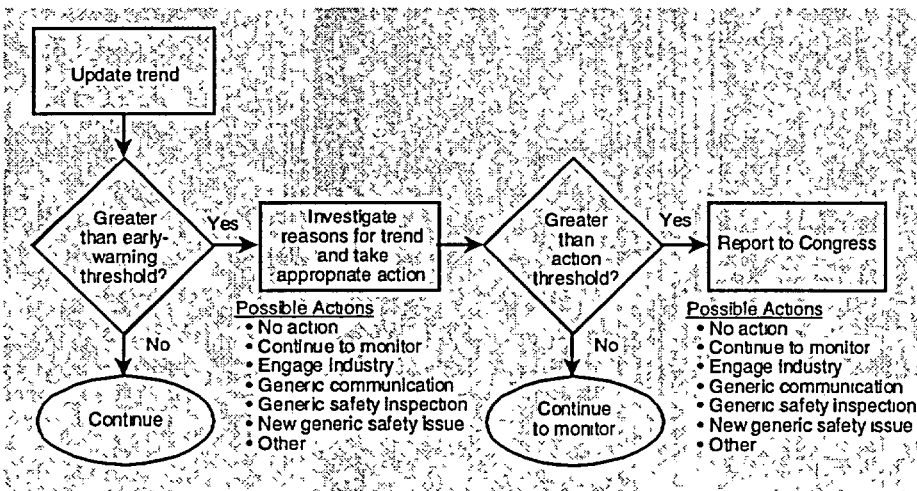 Update trend
Greater
than early-
warning
threshold?
Yes
No
Continue
Investigate
reasons for trend
and take
appropriate action
Possible Actions
• No action
• Continue to monitor
• Engage Industry
• Generic communication
• Generic safety inspection
• New generic safety issue
• Other
Greater
than
action
threshold?
Yes
No
Continue
to monitor
Report to Congress
Possible Actions
• No action
• Continue to monitor
• Engage Industry
• Generic communication
• Generic safety inspection
• New generic safety issue
• Other